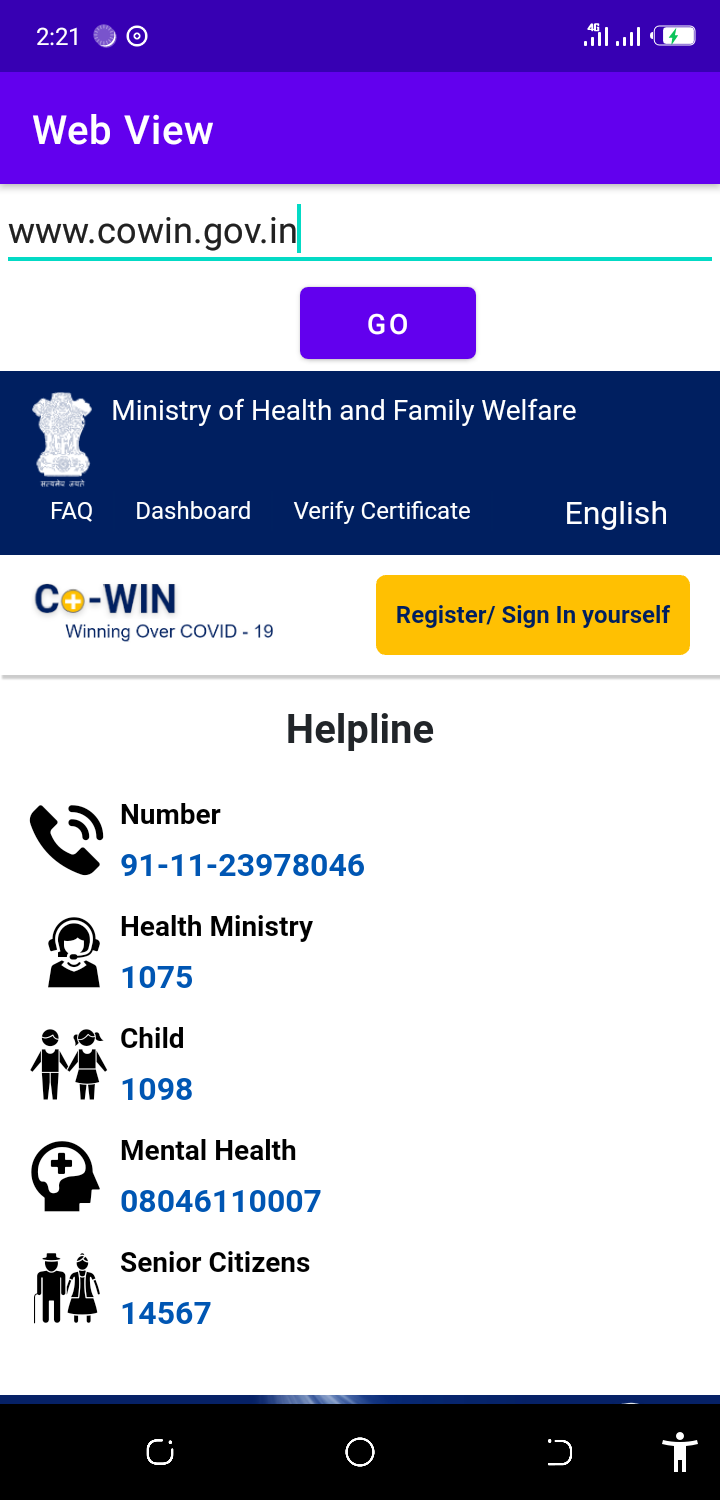 2:21
4G
Web View
www.cowin.gov.in
GO
Ministry of Health and Family Welfare
सत्यमेव जयते
FAQ Dashboard Verify Certificate English
Co-WIN
Winning Over COVID - 19
Register/ Sign In yourself
Helpline
Number
91-11-23978046
Health Ministry
1075
Child
1098
Mental Health
08046110007
Senior Citizens
14567